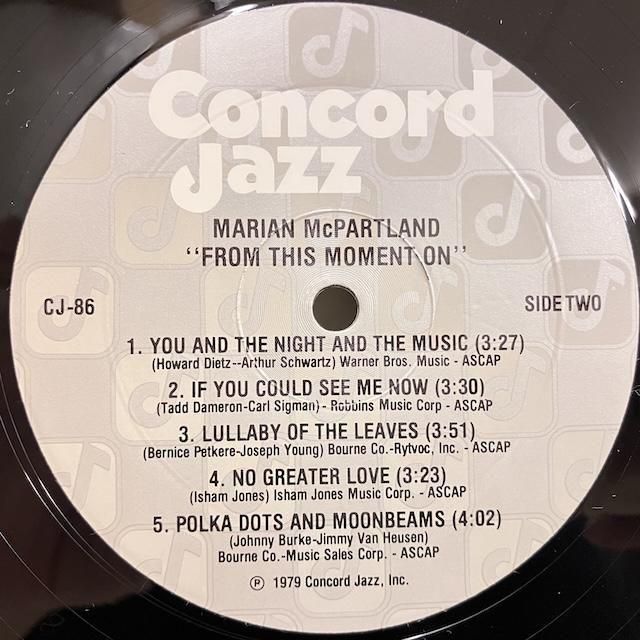 Concord
Jazz
MARIAN McPARTLAND
"FROM THIS MOMENT ON"
CJ-86
SIDE TWO
1. YOU AND THE NIGHT AND THE MUSIC (3:27)
(Howard Dietz--Arthur Schwartz) Warner Bros. Music - ASCAP
2. IF YOU COULD SEE ME NOW (3:30)
(Tadd Dameron-Carl Sigman) - Robbins Music Corp - ASCAP
3. LULLABY OF THE LEAVES (3:51)
(Bernice Petkere-Joseph Young) Bourne Co.-Rytvoc, Inc. - ASCAP
4. NO GREATER LOVE (3:23)
(Isham Jones) Isham Jones Music Corp. - ASCAP
5. POLKA DOTS AND MOONBEAMS (4:02)
(Johnny Burke-Jimmy Van Heusen)
Bourne Co.-Music Sales Corp. - ASCAP
℗ 1979 Concord Jazz, Inc.